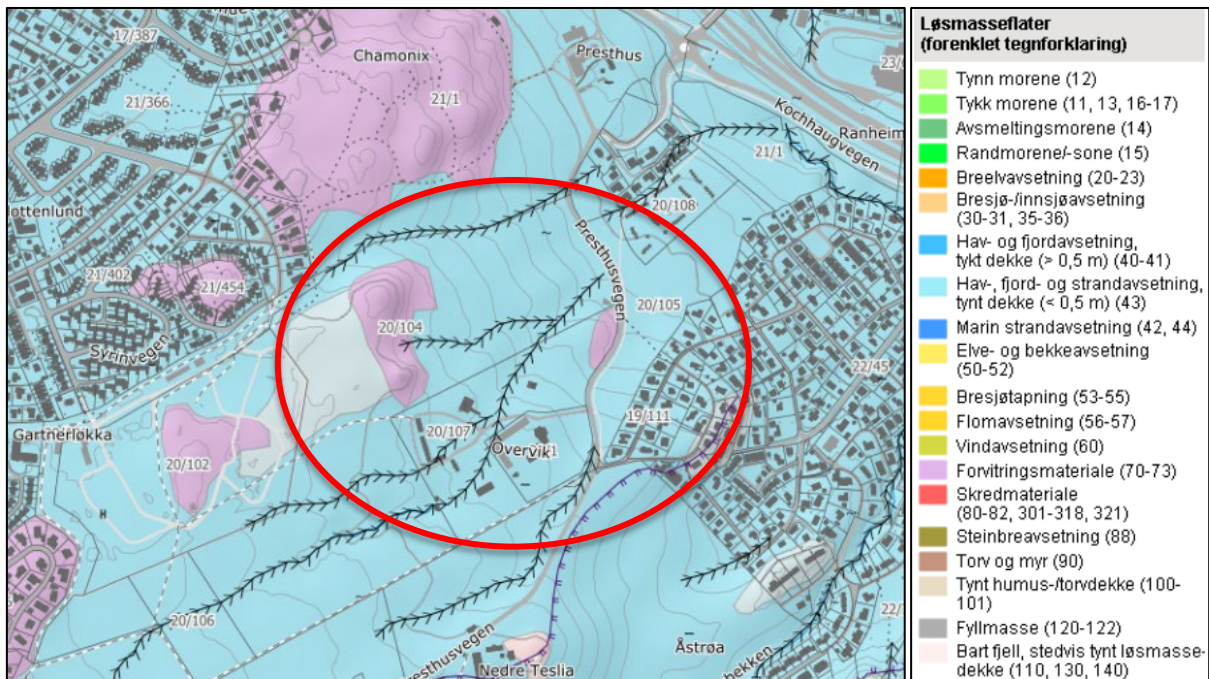 17/387
Chamonix
Presthus
21/366
21/1
Kochhaugvegen
Ranheim
21/1
lottenlund
20/108
Presthusvegen
21/402
21/454
20/105
20/104
Syrinvegen
22/45
19/111
Gartnerløkka
20/107
Overvik
20/102
H
20/106
Presthusvegen
Åstrøa
Nedre Teslia
bekken
Løsmasseflater
(forenklet tegnforklaring)
Tynn morene (12)
Tykk morene (11, 13, 16-17)
Avsmeltingsmorene (14)
Randmorene/-sone (15)
Breelvavsetning (20-23)
Bresjø-/innsjøavsetning
(30-31, 35-36)
Hav- og fjordavsetning,
tykt dekke (> 0,5 m) (40-41)
Hav-, fjord- og strandavsetning,
tynt dekke (< 0,5 m) (43)
Marin strandavsetning (42, 44)
Elve- og bekkeavsetning
(50-52)
Bresjøtapning (53-55)
Flomavsetning (56-57)
Vindavsetning (60)
Forvitringsmateriale (70-73)
Skredmateriale
(80-82, 301-318, 321)
Steinbreavsetning (88)
Torv og myr (90)
Tynt humus-/torvdekke (100-
101)
Fyllmasse (120-122)
Bart fjell, stedvis tynt løsmasse-
dekke (110, 130, 140)